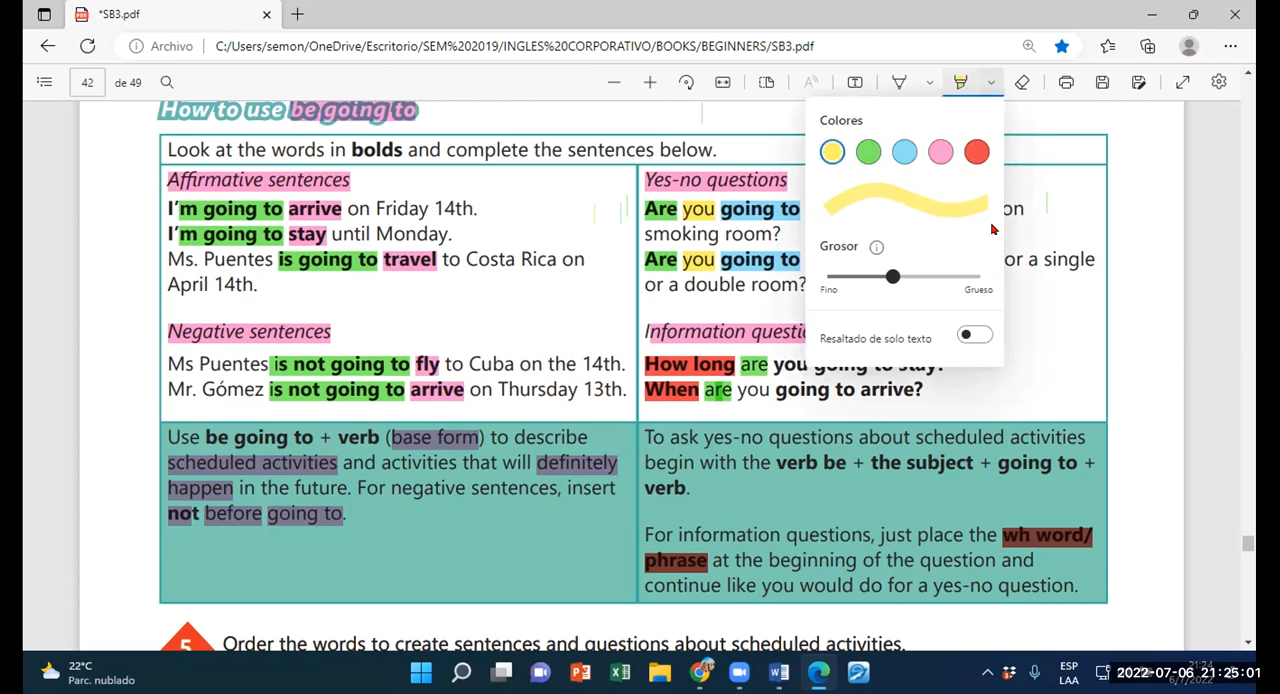 *SB3.pdf
Archivo
C:/Users/semon/OneDrive/Escritorio/SEM%202019/INGLES%20CORPORATIVO/BOOKS/BEGINNERS/SB3.pdf
42 de 49
How to use be going to
Look at the words in bolds and complete the sentences below.
Affirmative sentences
I'm going to arrive on Friday 14th.
I'm going to stay until Monday.
Ms. Puentes is going to travel to Costa Rica on
April 14th.
Negative sentences
Ms Puentes is not going to fly to Cuba on the 14th.
Mr. Gómez is not going to arrive on Thursday 13th.
Yes-no questions
Are you going to on
smoking room?
Are you going to or a single
or a double room?
Information questi
How long are you going to stay?
When are you going to arrive?
Colores
Grosor
Fino Grueso
Resaltado de solo texto
Use be going to + verb (base form) to describe
scheduled activities and activities that will definitely
happen in the future. For negative sentences, insert
not before going to.
To ask yes-no questions about scheduled activities
begin with the verb be + the subject + going to +
verb.
For information questions, just place the wh word/
phrase at the beginning of the question and
continue like you would do for a yes-no question.
5 Order the words to create sentences and questions about scheduled activities.
22°C
Parc. nublado
ESP
LAA
2022-07-06 21:25:01